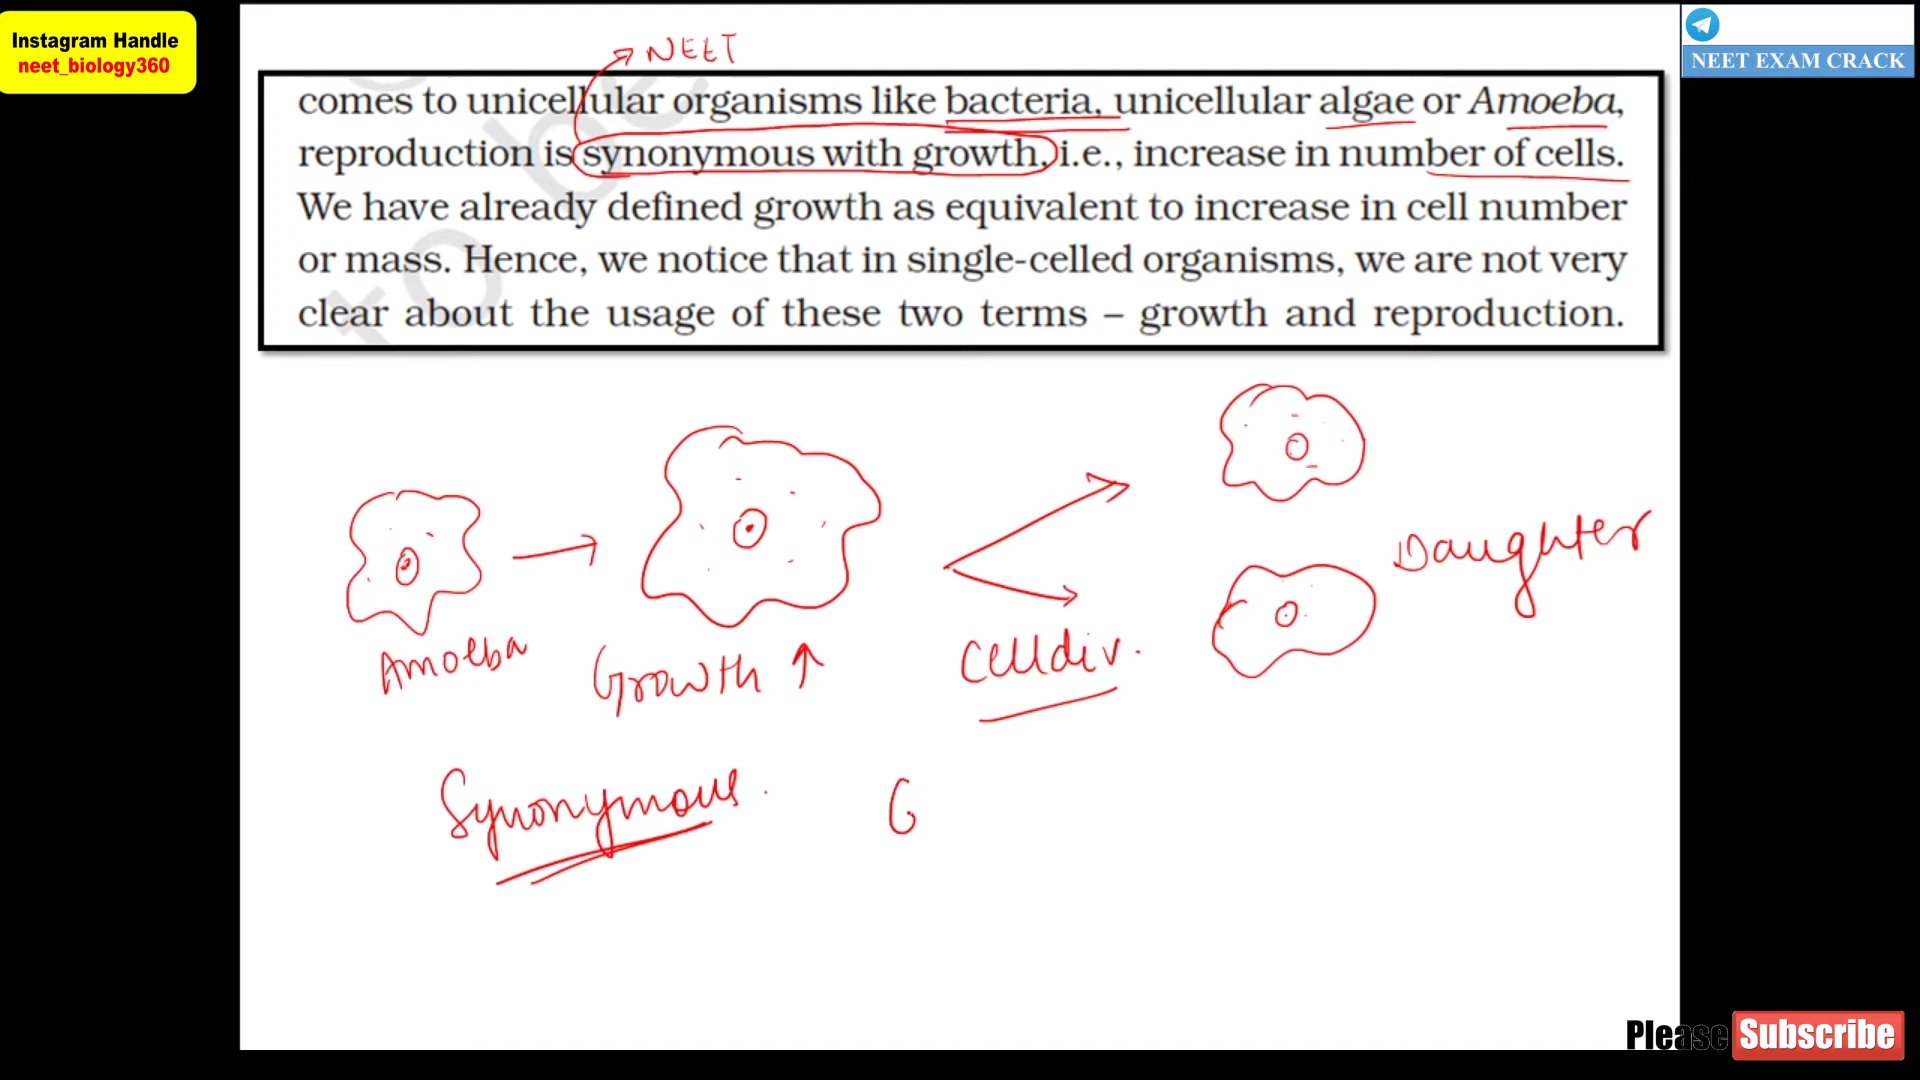 Instagram Handle
neet_biology360
NEET EXAM CRACK
NEET
comes to unicellular organisms like bacteria, unicellular algae or Amoeba,
reproduction is synonymous with growth, i.e., increase in number of cells.
We have already defined growth as equivalent to increase in cell number
or mass. Hence, we notice that in single-celled organisms, we are not very
clear about the usage of these two terms – growth and reproduction.
Daughter
Amoeba
Growth ↑
Cell div.
Synonymous.
G
Please Subscribe